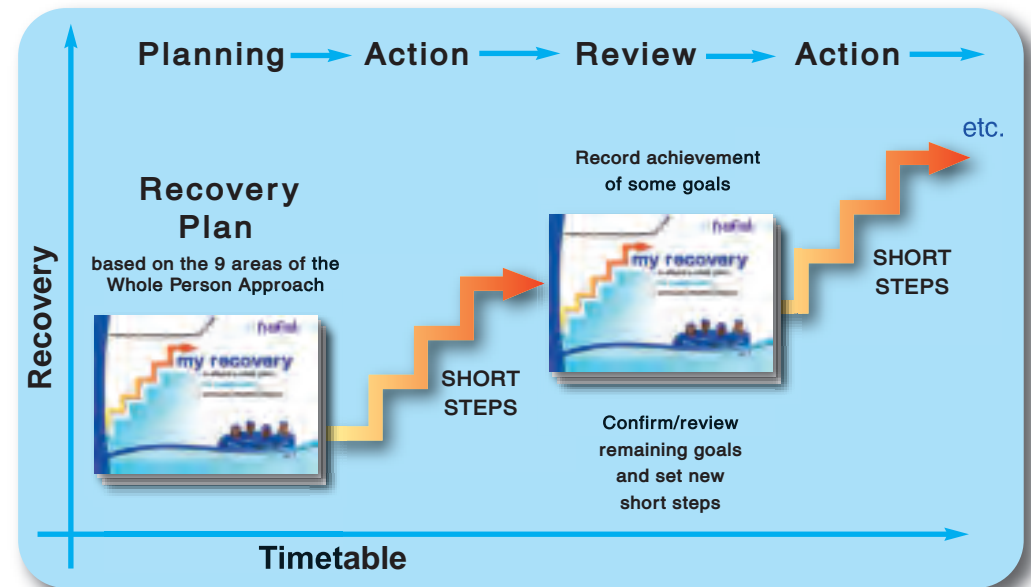 Planning Action Review Action
etc.
Record achievement
of some goals
Recovery
Plan
based on the 9 areas of the
Whole Person Approach
hafal
my recovery
SHORT
STEPS
hafal
my recovery
SHORT
STEPS
Confirm/review
remaining goals
and set new
short steps
Recovery
Timetable